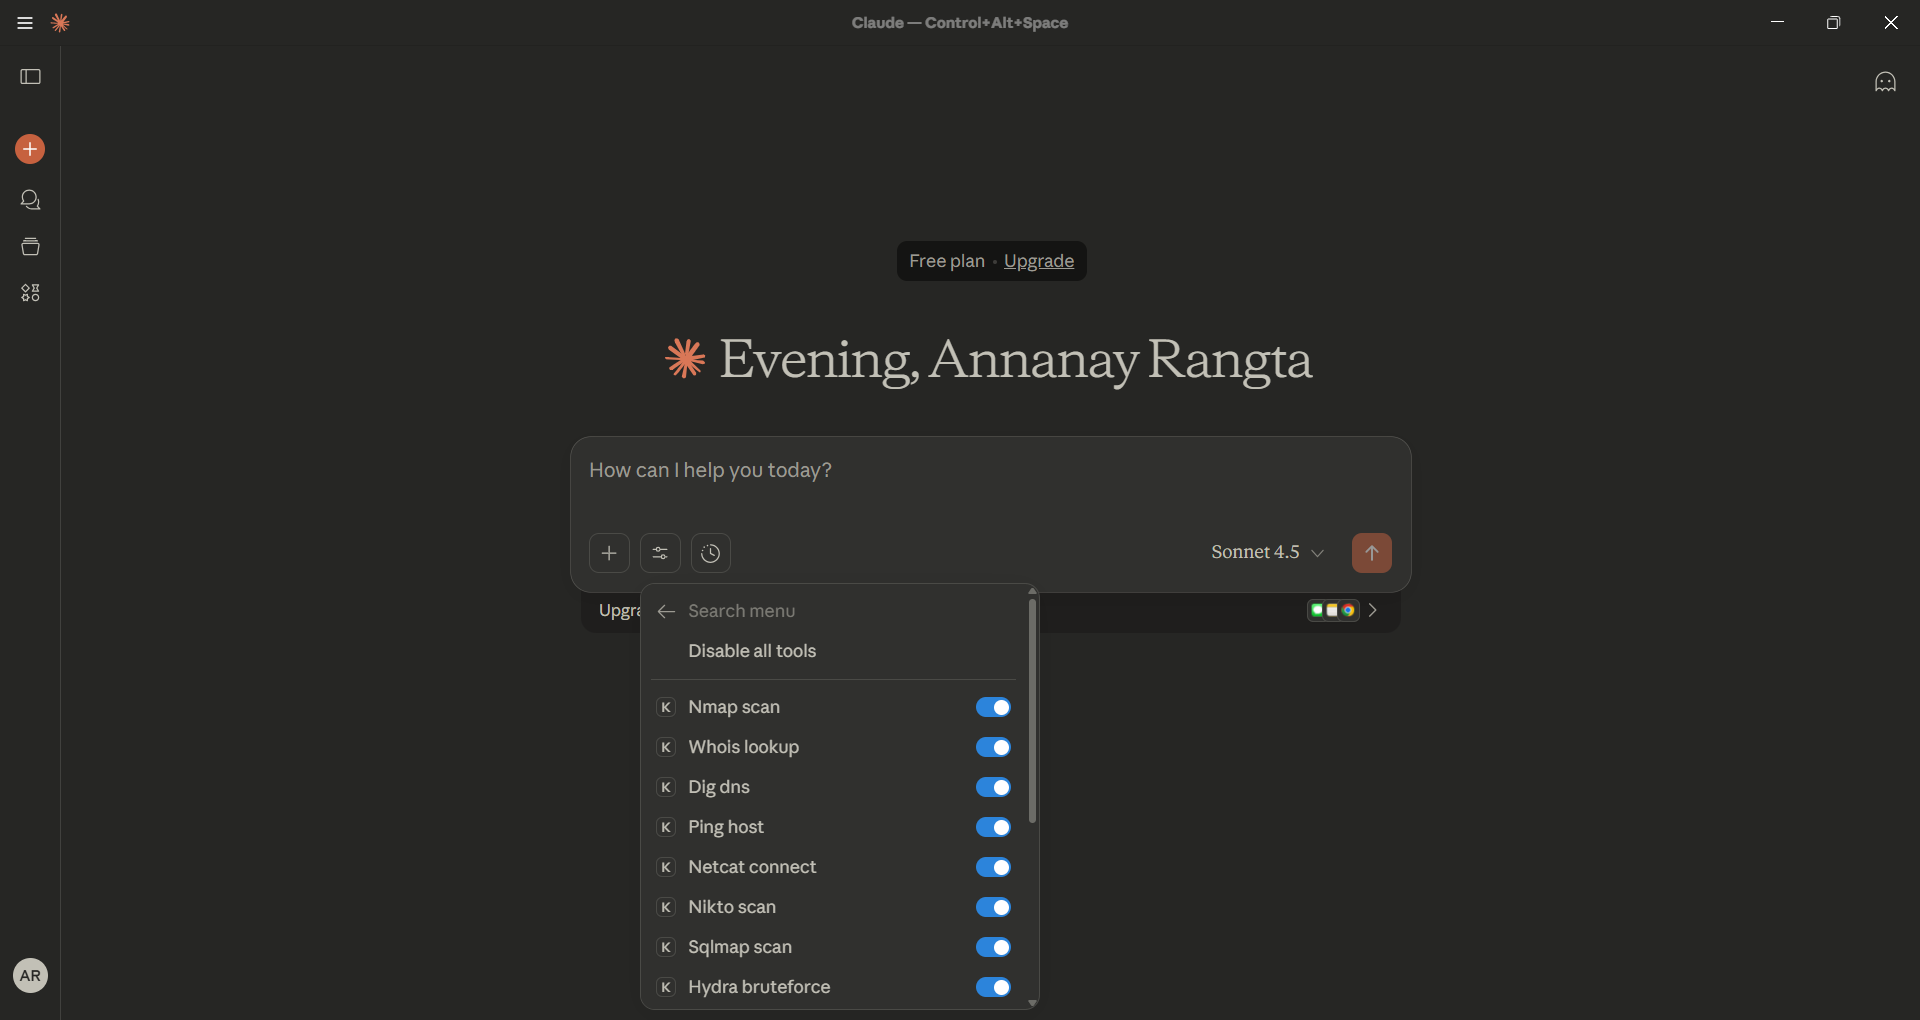 Claude — Control+Alt+Space
Free plan · Upgrade
Evening, Annanay Rangta
How can I help you today?
Sonnet 4.5
Upgra
Search menu
Disable all tools
K Nmap scan
K Whois lookup
K Dig dns
K Ping host
K Netcat connect
K Nikto scan
K Sqlmap scan
K Hydra bruteforce
AR